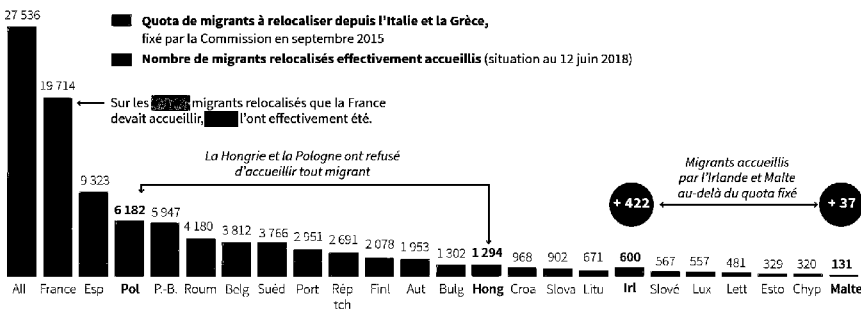 27 536
Quota de migrants à relocaliser depuis l'Italie et la Grèce,
fixé par la Commission en septembre 2015
Nombre de migrants relocalisés effectivement accueillis (situation au 12 juin 2018)
19 714
Sur les migrants relocalisés que la France
devait accueillir, l'ont effectivement été.
La Hongrie et la Pologne ont refusé
d'accueillir tout migrant
Migrants accueillis
par l'Irlande et Malte
au-delà du quota fixé
+ 422
+ 37
9 323
6 182
5 947
4 180
3 812
3 766
2 951
2 691
2 078
1 953
1 302
1 294
968
902
671
600
567
557
481
329
320
131
All France Esp Pol P.-B. Roum Belg Suéd Port Rép Finl Aut Bulg Hong Croa Slova Litu Irl Slové Lux Lett Esto Chyp Malte
tch